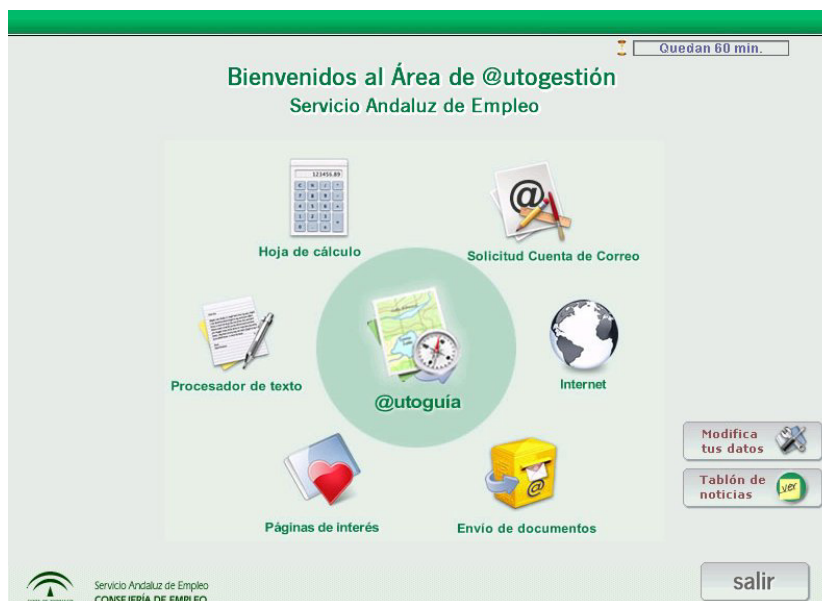 Quedan 60 min.
Bienvenidos al Área de @utogestión
Servicio Andaluz de Empleo
123456.89
Hoja de cálculo
@
Solicitud Cuenta de Correo
Procesador de texto
@utoguía
Internet
Modifica
tus datos
Tablón de
noticias
ver
Páginas de interés
@
Envío de documentos
salir
Servicio Andaluz de Empleo
CONSEJERÍA DE EMPLEO